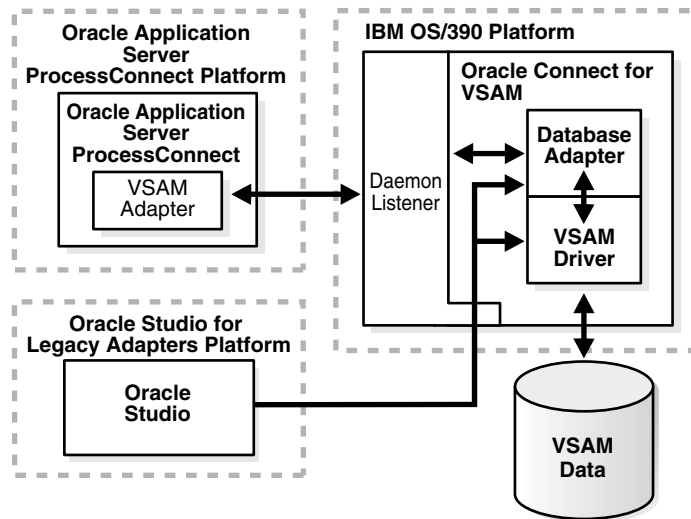 Oracle Application
Server
ProcessConnect Platform
Oracle Application
Server
ProcessConnect
VSAM
Adapter
IBM OS/390 Platform
Oracle Connect for
VSAM
Daemon
Listener
Database
Adapter
VSAM
Driver
Oracle Studio for
Legacy Adapters Platform
Oracle
Studio
VSAM
Data